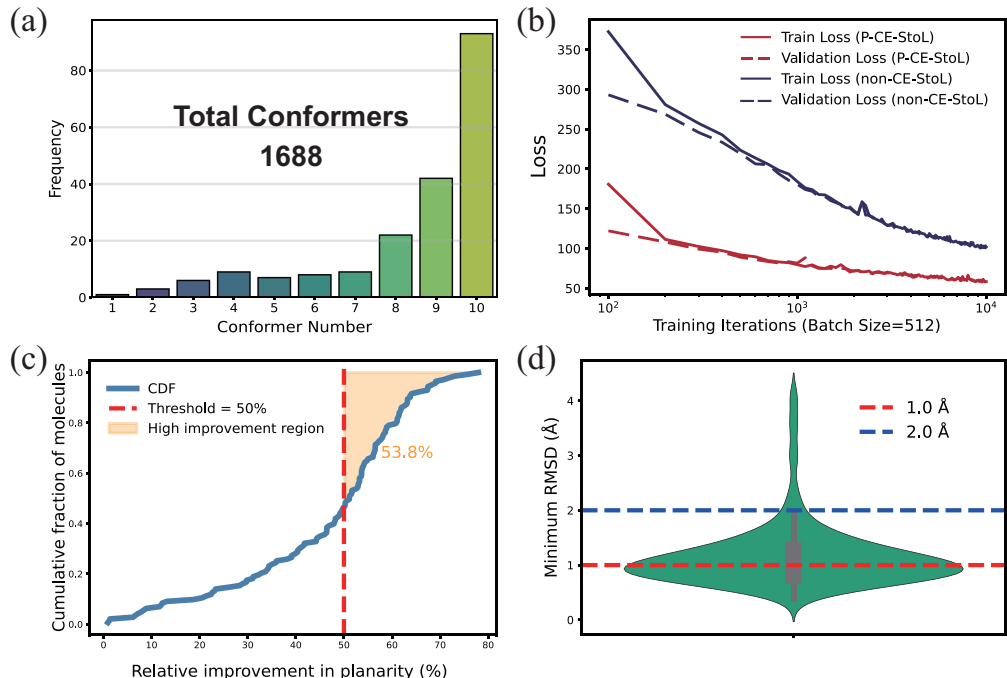 (a)
Frequency
80
60
40
20
0
Total Conformers
1688
1 2 3 4 5 6 7 8 9 10
Conformer Number
(b)
Loss
350
300
250
200
150
100
50
Train Loss (P-CE-StoL)
Validation Loss (P-CE-StoL)
Train Loss (non-CE-StoL)
Validation Loss (non-CE-StoL)
10² 10³ 10⁴
Training Iterations (Batch Size=512)
(c)
Cumulative fraction of molecules
1.0
0.8
0.6
0.4
0.2
0.0
CDF
Threshold = 50%
High improvement region
53.8%
0 10 20 30 40 50 60 70 80
Relative improvement in planarity (%)
(d)
Minimum RMSD (Å)
4
3
2
1
0
1.0 Å
2.0 Å